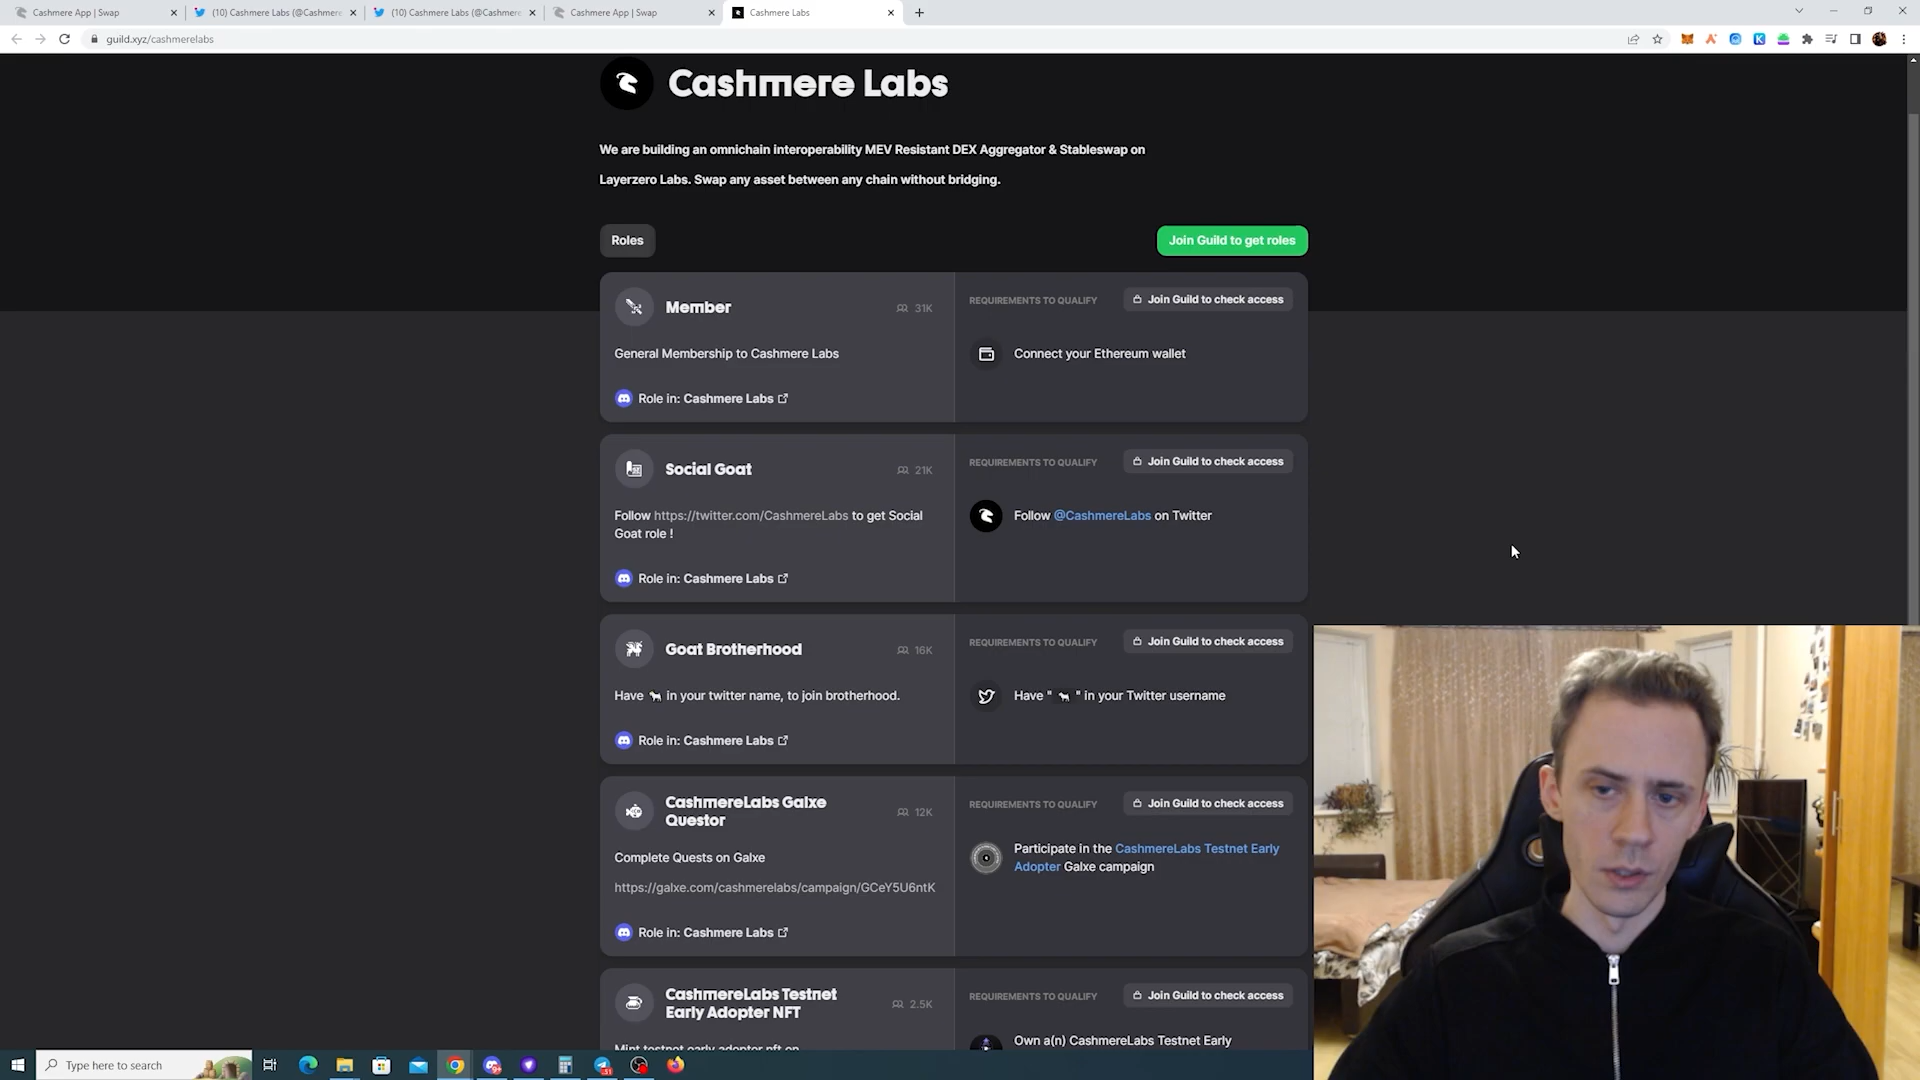 Cashmere App | Swap
(10) Cashmere Labs (@Cashmere
(10) Cashmere Labs (@Cashmere
Cashmere App | Swap
Cashmere Labs
guild.xyz/cashmerelabs
Cashmere Labs
We are building an omnichain interoperability MEV Resistant DEX Aggregator & Stableswap on
Layerzero Labs. Swap any asset between any chain without bridging.
Roles
Join Guild to get roles
Member
31K
REQUIREMENTS TO QUALIFY
Join Guild to check access
General Membership to Cashmere Labs
Connect your Ethereum wallet
Role in: Cashmere Labs
Social Goat
21K
REQUIREMENTS TO QUALIFY
Join Guild to check access
Follow https://twitter.com/CashmereLabs to get Social
Goat role !
Follow @CashmereLabs on Twitter
Role in: Cashmere Labs
Goat Brotherhood
16K
REQUIREMENTS TO QUALIFY
Join Guild to check access
Have 🐐 in your twitter name, to join brotherhood.
Have " 🐐 " in your Twitter username
Role in: Cashmere Labs
CashmereLabs Galxe
Questor
12K
REQUIREMENTS TO QUALIFY
Join Guild to check access
Complete Quests on Galxe
https://galxe.com/cashmerelabs/campaign/GCeY5U6ntK
Participate in the CashmereLabs Testnet Early
Adopter Galxe campaign
Role in: Cashmere Labs
CashmereLabs Testnet
Early Adopter NFT
2.5K
REQUIREMENTS TO QUALIFY
Join Guild to check access
Mint testnet early adopter nft on
Own a(n) CashmereLabs Testnet Early
Type here to search